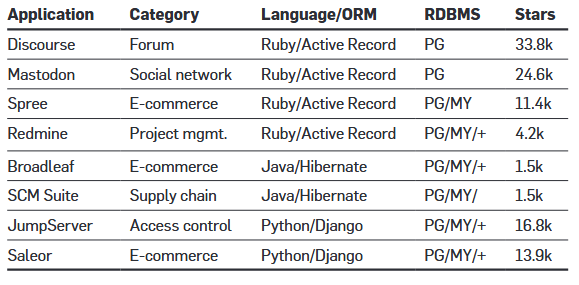 Application Category Language/ORM RDBMS Stars
Discourse Forum Ruby/Active Record PG 33.8k
Mastodon Social network Ruby/Active Record PG 24.6k
Spree E-commerce Ruby/Active Record PG/MY 11.4k
Redmine Project mgmt. Ruby/Active Record PG/MY/+ 4.2k
Broadleaf E-commerce Java/Hibernate PG/MY/+ 1.5k
SCM Suite Supply chain Java/Hibernate PG/MY/ 1.5k
JumpServer Access control Python/Django PG/MY/+ 16.8k
Saleor E-commerce Python/Django PG/MY/+ 13.9k